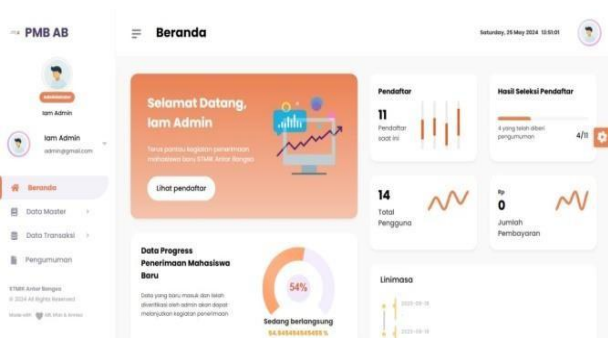 PMB AB
Beranda
Saturday, 25 May 2024 13:51:01
Administrator
Iam Admin
Iam Admin
admin@gmail.com
Beranda
Data Master
Data Transaksi
Pengumuman
STMIK Antar Bangsa
© 2024 All Rights Reserved
Made with
Selamat Datang,
Iam Admin
Terus pantau kegiatan penerimaan
mahasiswa baru STMIK Antar Bangsa
Lihat pendaftar
Pendaftar
11
Pendaftar
saat ini
Hasil Seleksi Pendaftar
4 yang telah diberi
pengumuman
4/11
14
Total
Pengguna
Rp
0
Jumlah
Pembayaran
Data Progress
Penerimaan Mahasiswa
Baru
Data yang baru masuk dan telah
diverifikasi oleh admin akan dapat
melanjutkan kegiatan penerimaan
54%
Sedang berlangsung
Linimasa